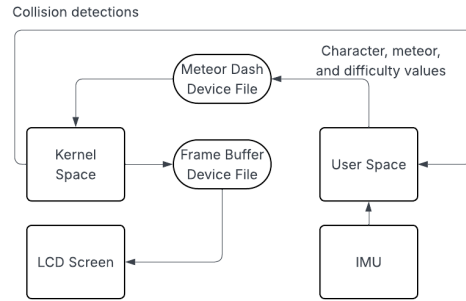 Collision detections
Character, meteor,
and difficulty values
Meteor Dash
Device File
Kernel
Space
Frame Buffer
Device File
User Space
LCD Screen
IMU